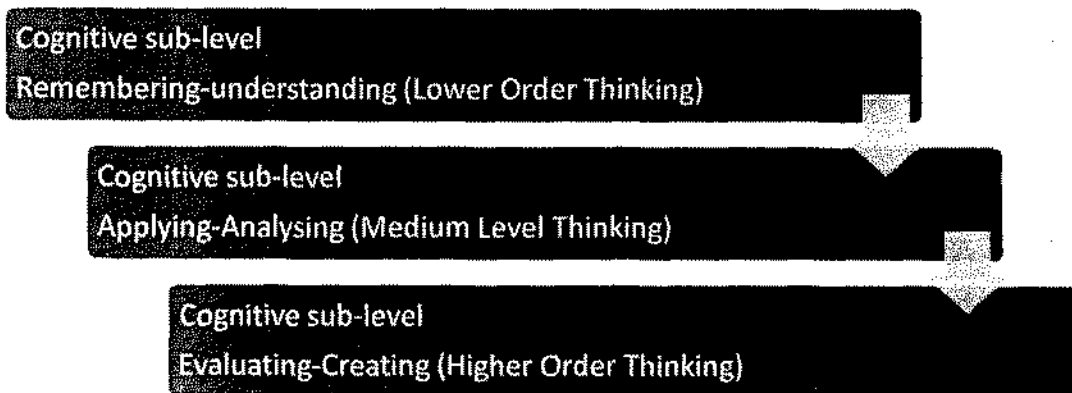 Cognitive sub-level
Remembering-understanding (Lower Order Thinking)
Cognitive sub-level
Applying-Analysing (Medium Level Thinking)
Cognitive sub-level
Evaluating-Creating (Higher Order Thinking)